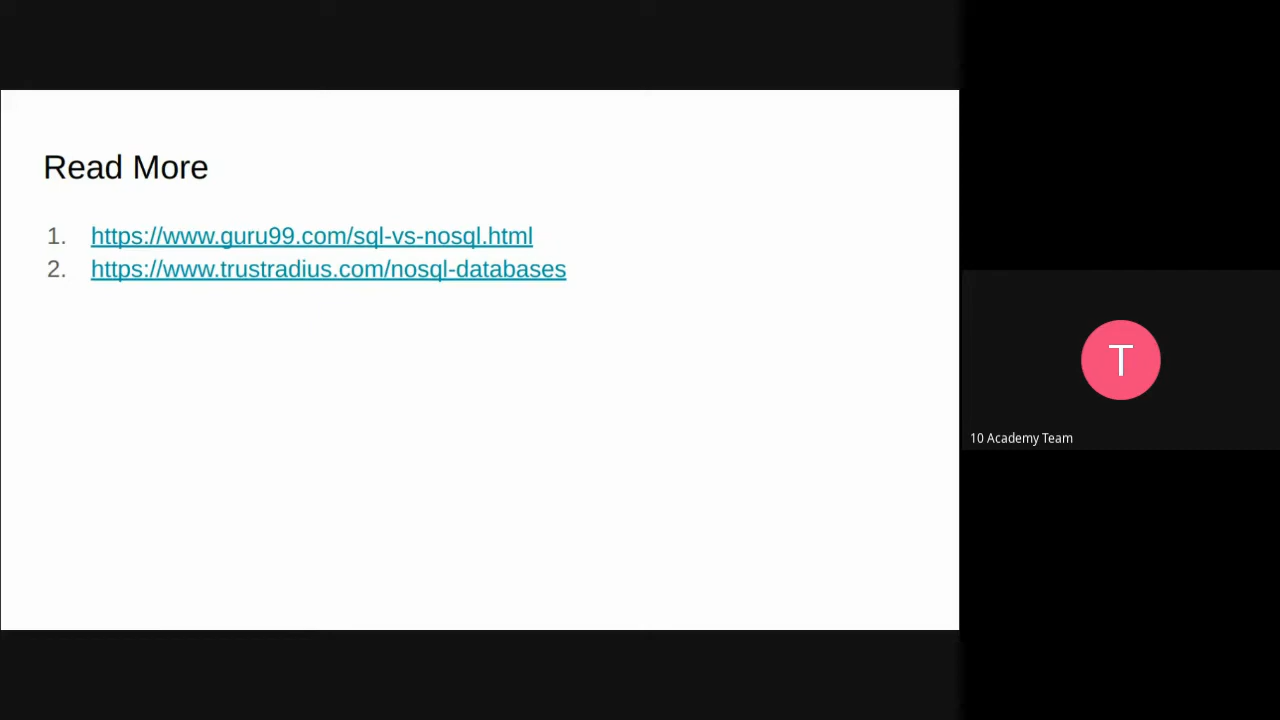 Read More
1. https://www.guru99.com/sql-vs-nosql.html
2. https://www.trustradius.com/nosql-databases
T
10 Academy Team